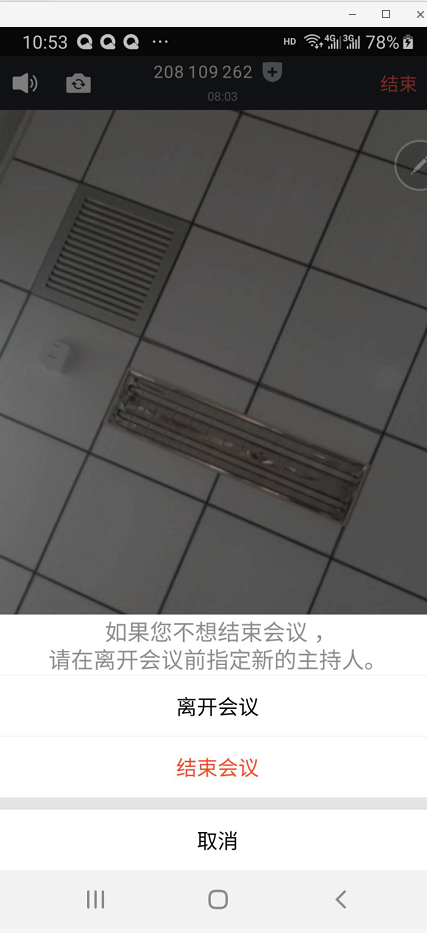 10:53 HD 4G 3G 78%
208 109 262
08:03
结束
如果您不想结束会议，
请在离开会议前指定新的主持人。
离开会议
结束会议
取消